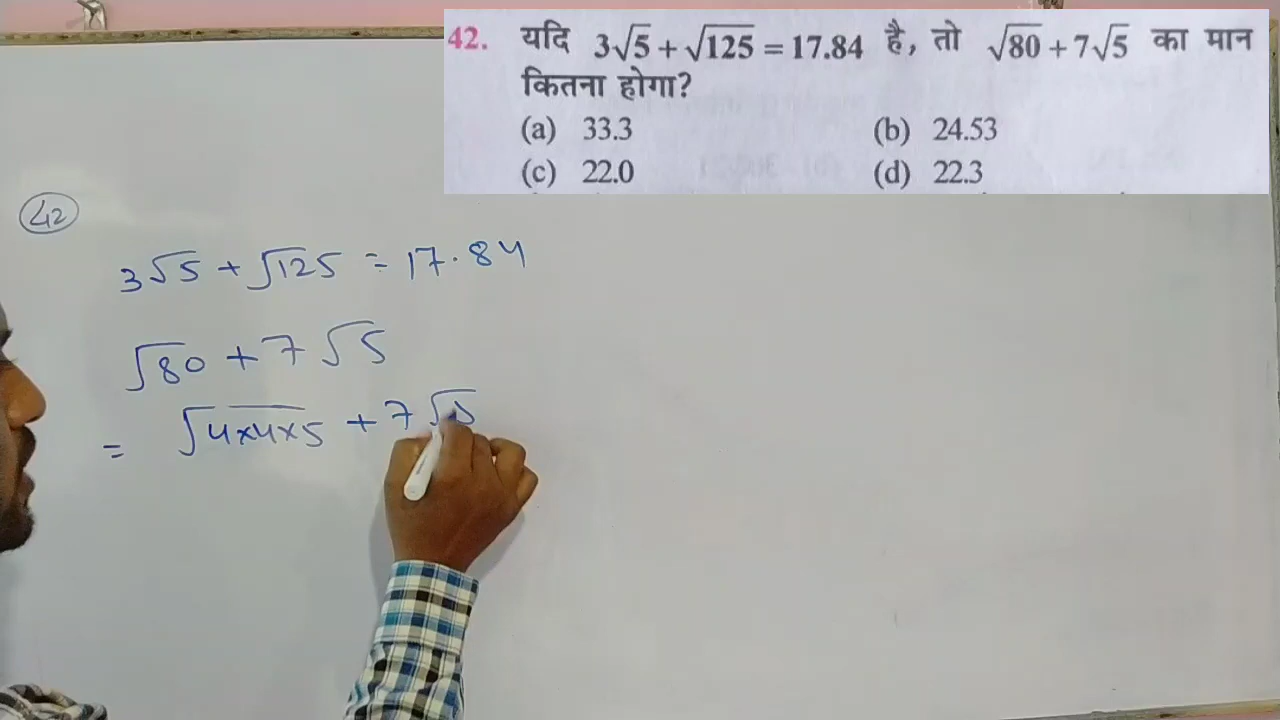 42. यदि 3√5 + √125 = 17.84 है, तो √80 + 7√5 का मान
कितना होगा?
(a) 33.3 (b) 24.53
(c) 22.0 (d) 22.3
42
3√5 + √125 = 17.84
√80 + 7√5
= √4×4×5 + 7√5